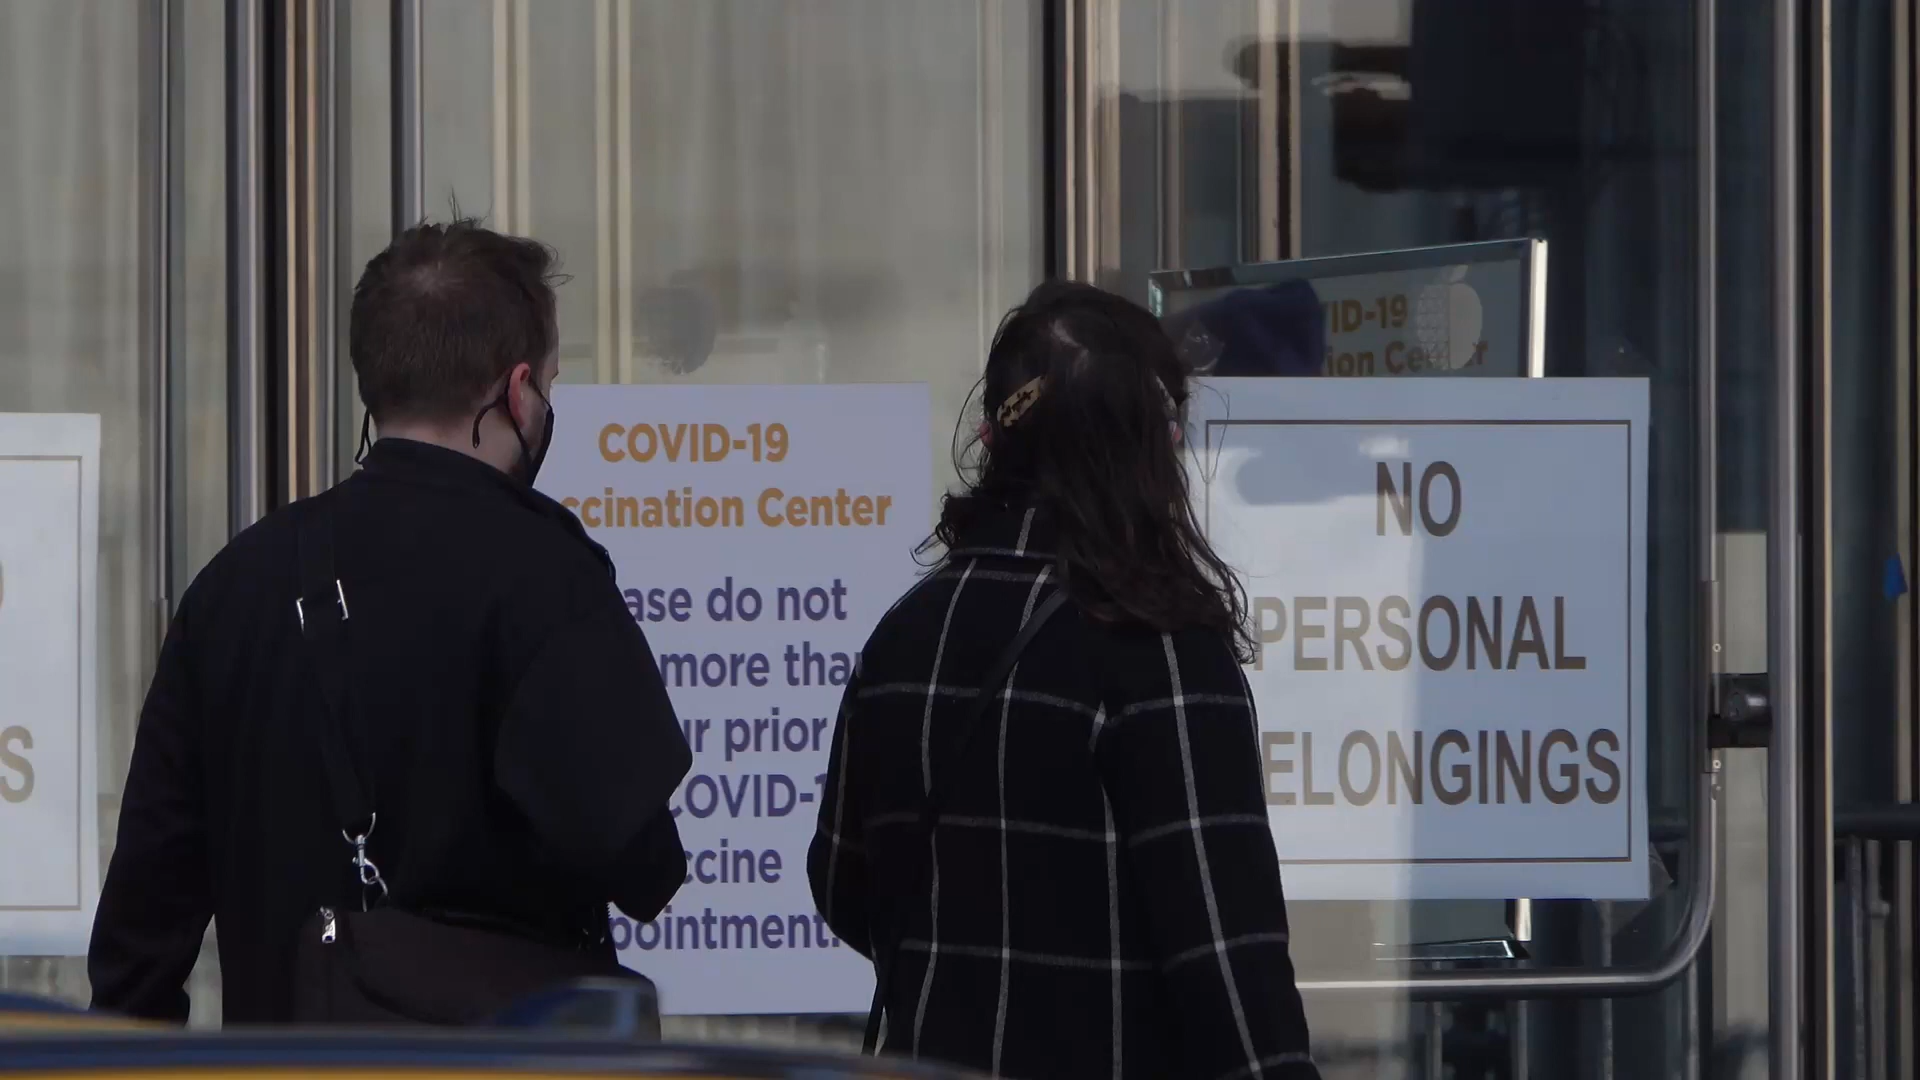 S
COVID-19
ccination Center
ase do not
more tha
ur prior
COVID-1
ccine
pointment.
VID-19
ion Center
NO
PERSONAL
ELONGINGS